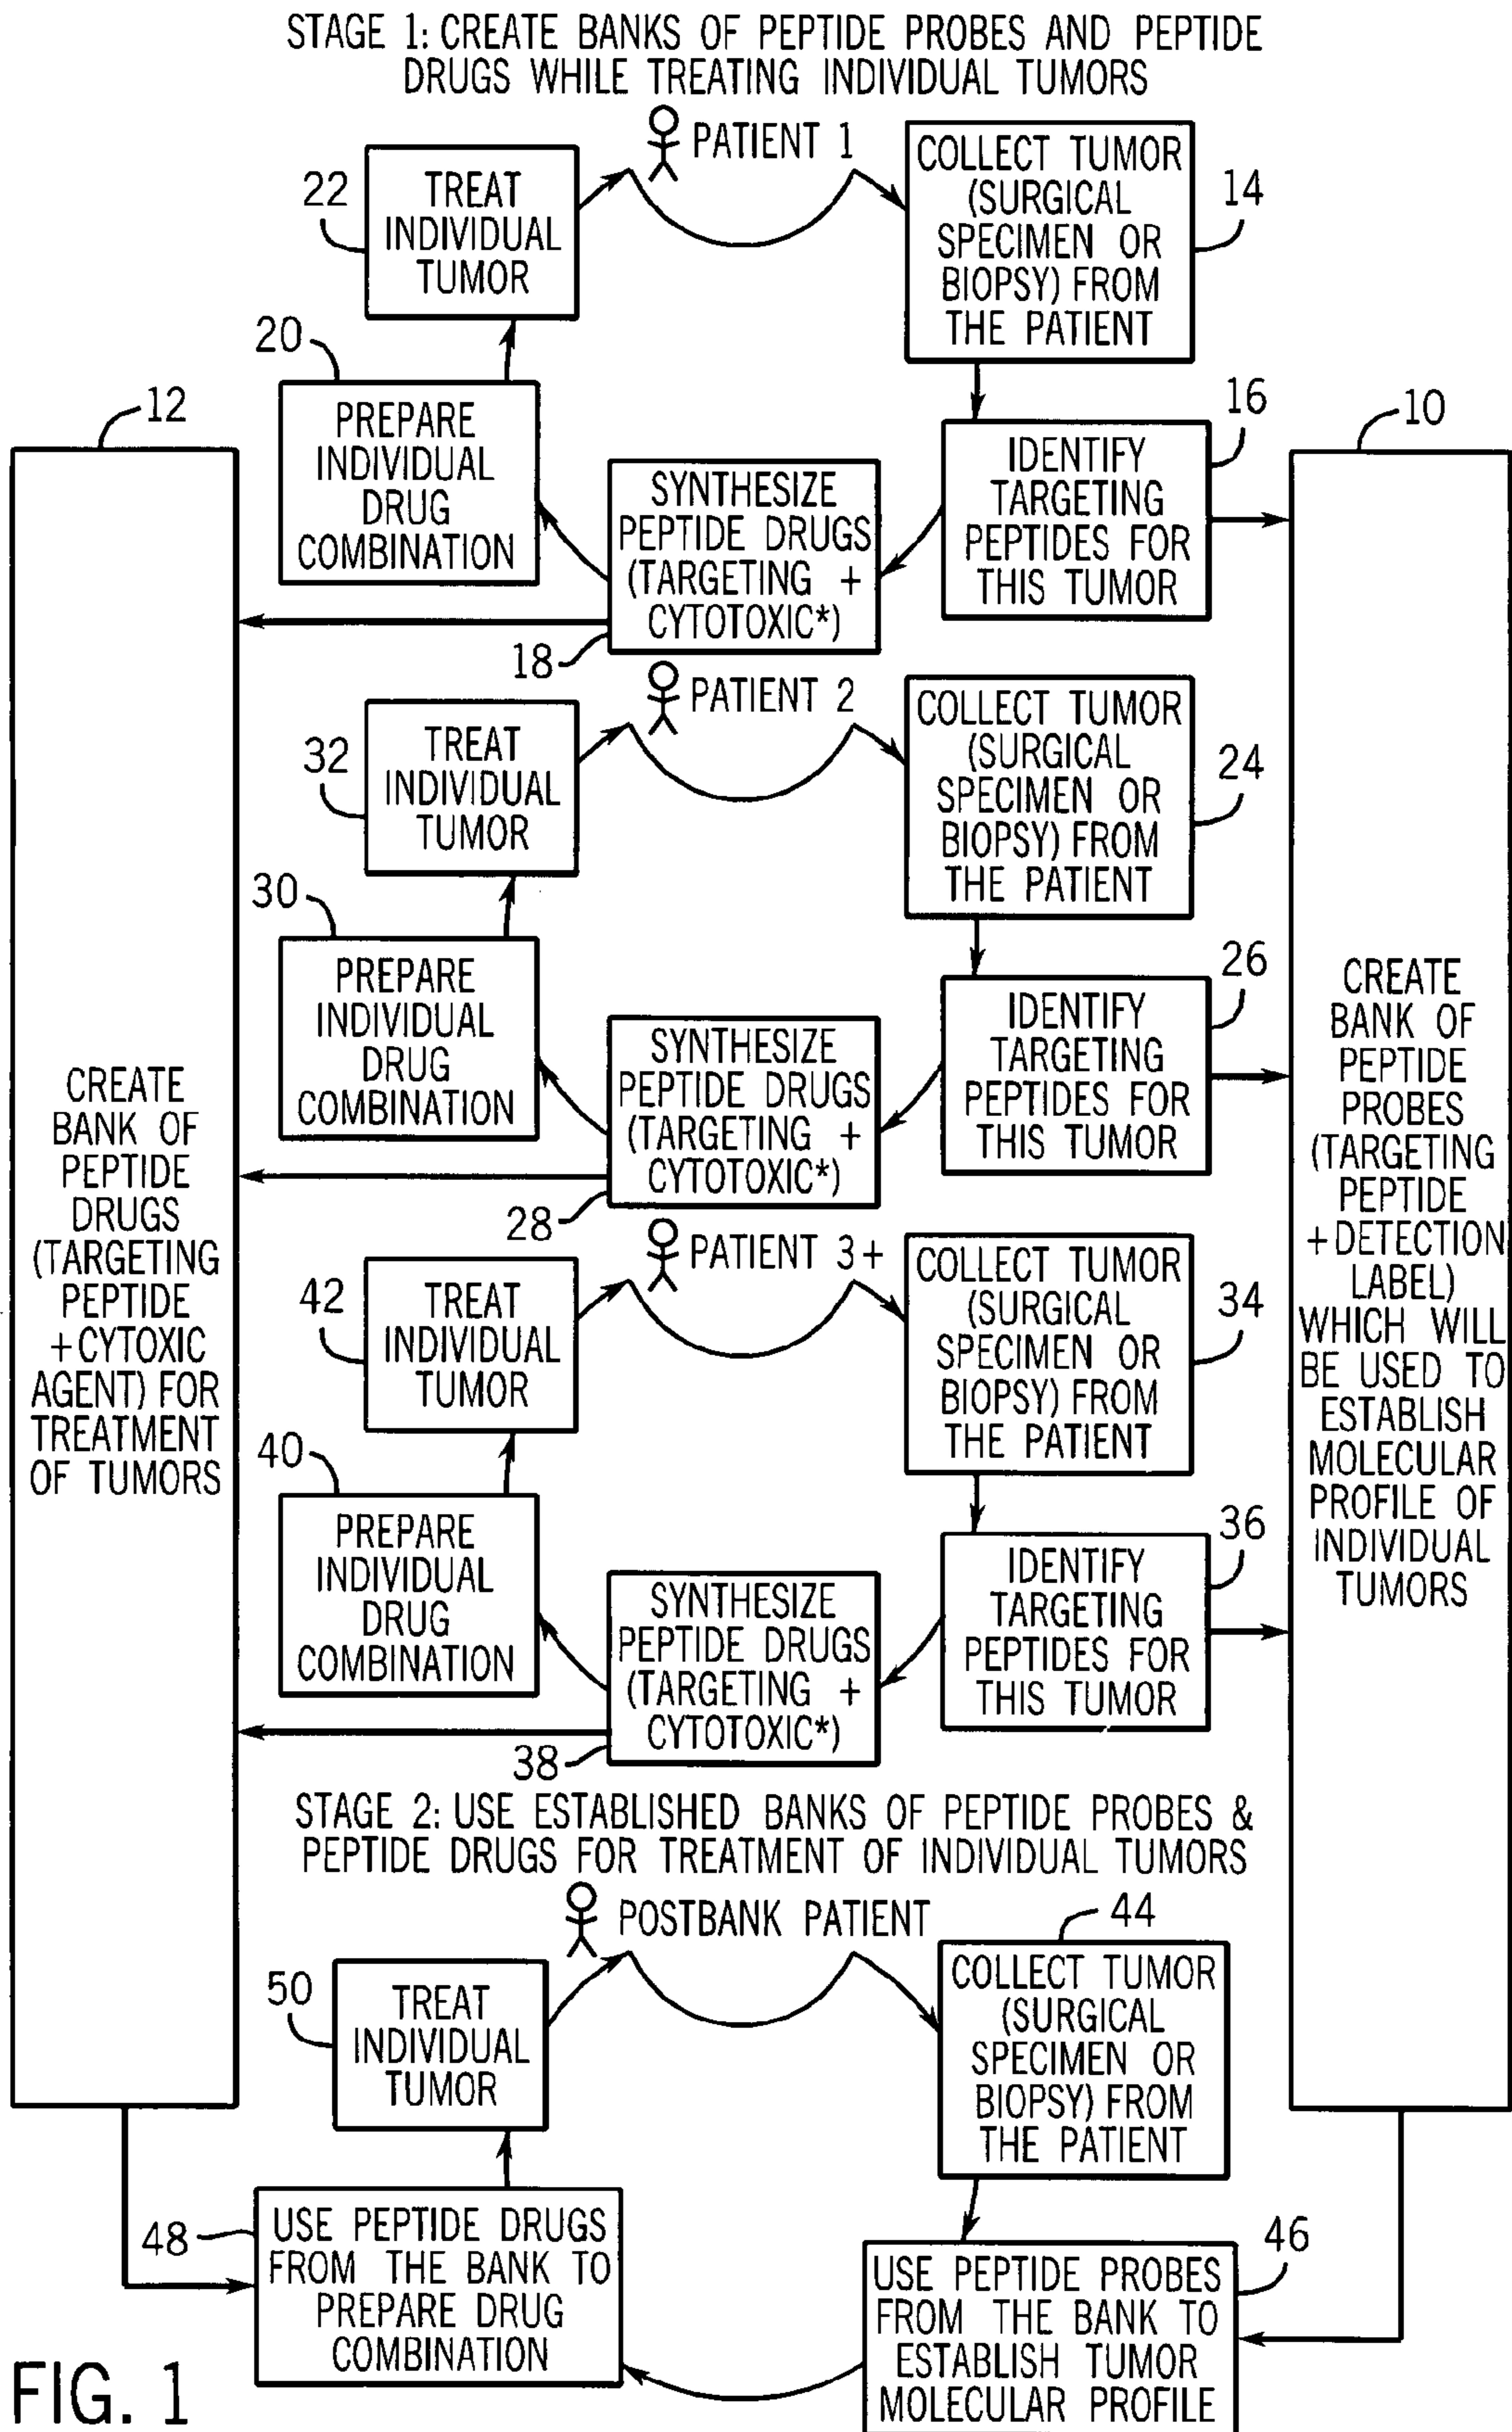 STAGE 1: CREATE BANKS OF PEPTIDE PROBES AND PEPTIDE
DRUGS WHILE TREATING INDIVIDUAL TUMORS
PATIENT 1
22
TREAT
INDIVIDUAL
TUMOR
COLLECT TUMOR
(SURGICAL
SPECIMEN OR
BIOPSY) FROM
THE PATIENT
14
20
PREPARE
INDIVIDUAL
DRUG
COMBINATION
SYNTHESIZE
PEPTIDE DRUGS
(TARGETING +
CYTOTOXIC*)
18
IDENTIFY
TARGETING
PEPTIDES FOR
THIS TUMOR
16
12
10
PATIENT 2
32
TREAT
INDIVIDUAL
TUMOR
COLLECT TUMOR
(SURGICAL
SPECIMEN OR
BIOPSY) FROM
THE PATIENT
24
30
PREPARE
INDIVIDUAL
DRUG
COMBINATION
SYNTHESIZE
PEPTIDE DRUGS
(TARGETING +
CYTOTOXIC*)
28
IDENTIFY
TARGETING
PEPTIDES FOR
THIS TUMOR
26
CREATE
BANK OF
PEPTIDE
DRUGS
(TARGETING
PEPTIDE
+CYTOXIC
AGENT) FOR
TREATMENT
OF TUMORS
CREATE
BANK OF
PEPTIDE
PROBES
(TARGETING
PEPTIDE
+DETECTION
LABEL)
WHICH WILL
BE USED TO
ESTABLISH
MOLECULAR
PROFILE OF
INDIVIDUAL
TUMORS
PATIENT 3+
42
TREAT
INDIVIDUAL
TUMOR
COLLECT TUMOR
(SURGICAL
SPECIMEN OR
BIOPSY) FROM
THE PATIENT
34
40
PREPARE
INDIVIDUAL
DRUG
COMBINATION
SYNTHESIZE
PEPTIDE DRUGS
(TARGETING +
CYTOTOXIC*)
38
IDENTIFY
TARGETING
PEPTIDES FOR
THIS TUMOR
36
STAGE 2: USE ESTABLISHED BANKS OF PEPTIDE PROBES &
PEPTIDE DRUGS FOR TREATMENT OF INDIVIDUAL TUMORS
POSTBANK PATIENT
44
50
TREAT
INDIVIDUAL
TUMOR
COLLECT TUMOR
(SURGICAL
SPECIMEN OR
BIOPSY) FROM
THE PATIENT
48
USE PEPTIDE DRUGS
FROM THE BANK TO
PREPARE DRUG
COMBINATION
46
USE PEPTIDE PROBES
FROM THE BANK TO
ESTABLISH TUMOR
MOLECULAR PROFILE
FIG. 1